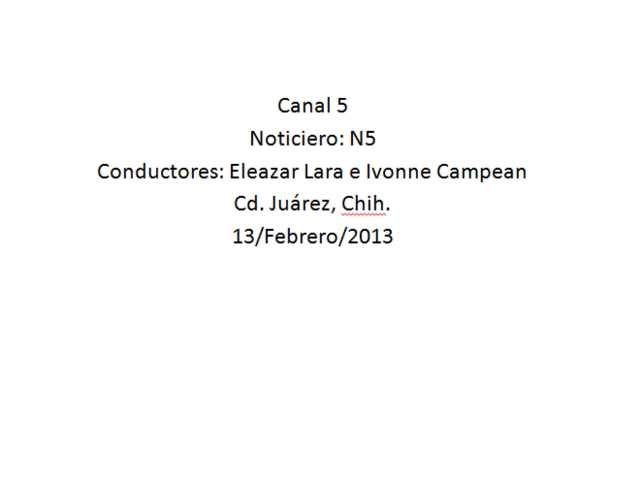 Canal 5
Noticiero: N5
Conductores: Eleazar Lara e Ivonne Campean
Cd. Juárez, Chih.
13/Febrero/2013